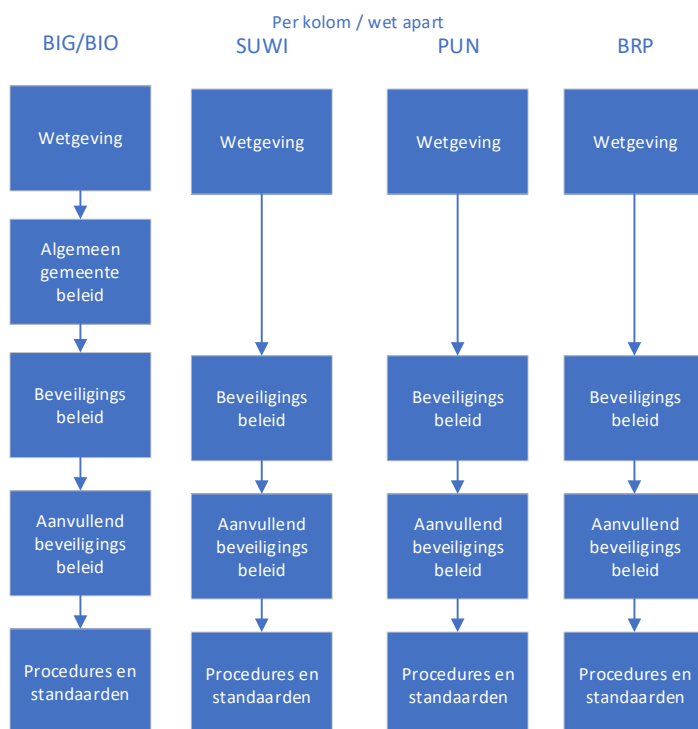 Per kolom / wet apart
BIG/BIO
SUWI
PUN
BRP
Wetgeving
Wetgeving
Wetgeving
Wetgeving
Algemeen
gemeente
beleid
Beveiligings
beleid
Beveiligings
beleid
Beveiligings
beleid
Beveiligings
beleid
Aanvullend
beveiligings
beleid
Aanvullend
beveiligings
beleid
Aanvullend
beveiligings
beleid
Aanvullend
beveiligings
beleid
Procedures en
standaarden
Procedures en
standaarden
Procedures en
standaarden
Procedures en
standaarden